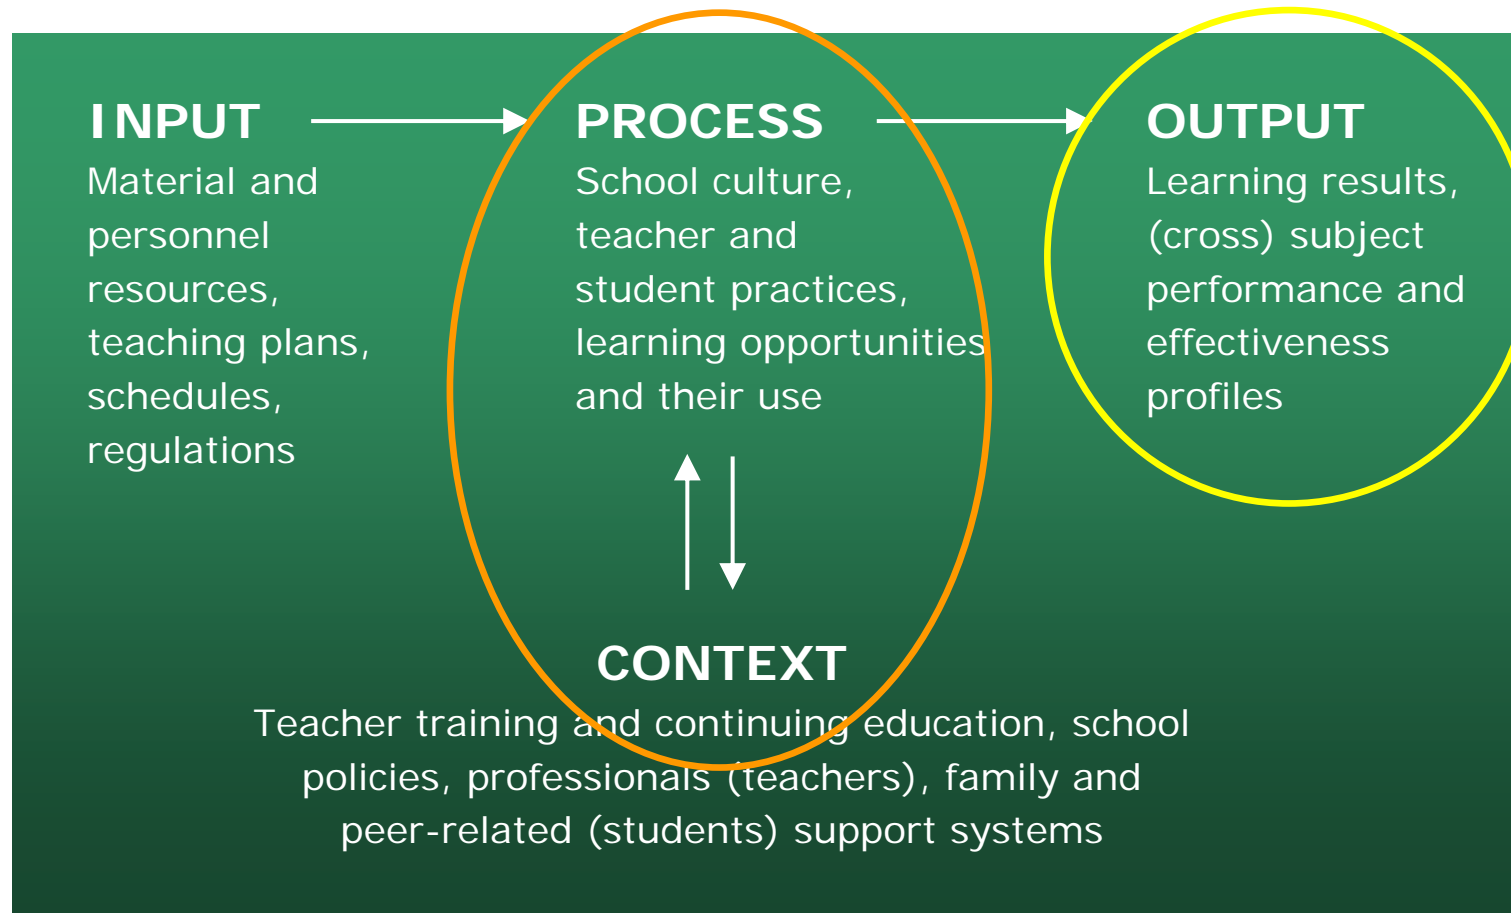 INPUT
Material and
personnel
resources,
teaching plans,
schedules,
regulations
PROCESS
School culture,
teacher and
student practices,
learning opportunities
and their use
OUTPUT
Learning results,
(cross) subject
performance and
effectiveness
profiles
CONTEXT
Teacher training and continuing education, school
policies, professionals (teachers), family and
peer-related (students) support systems